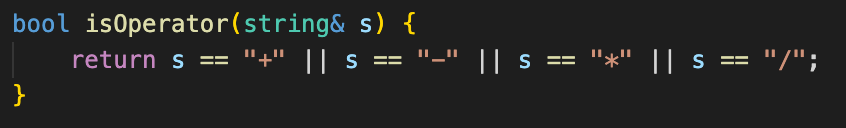 bool isOperator(string& s) {
    return s == "+" || s == "-" || s == "*" || s == "/";
}